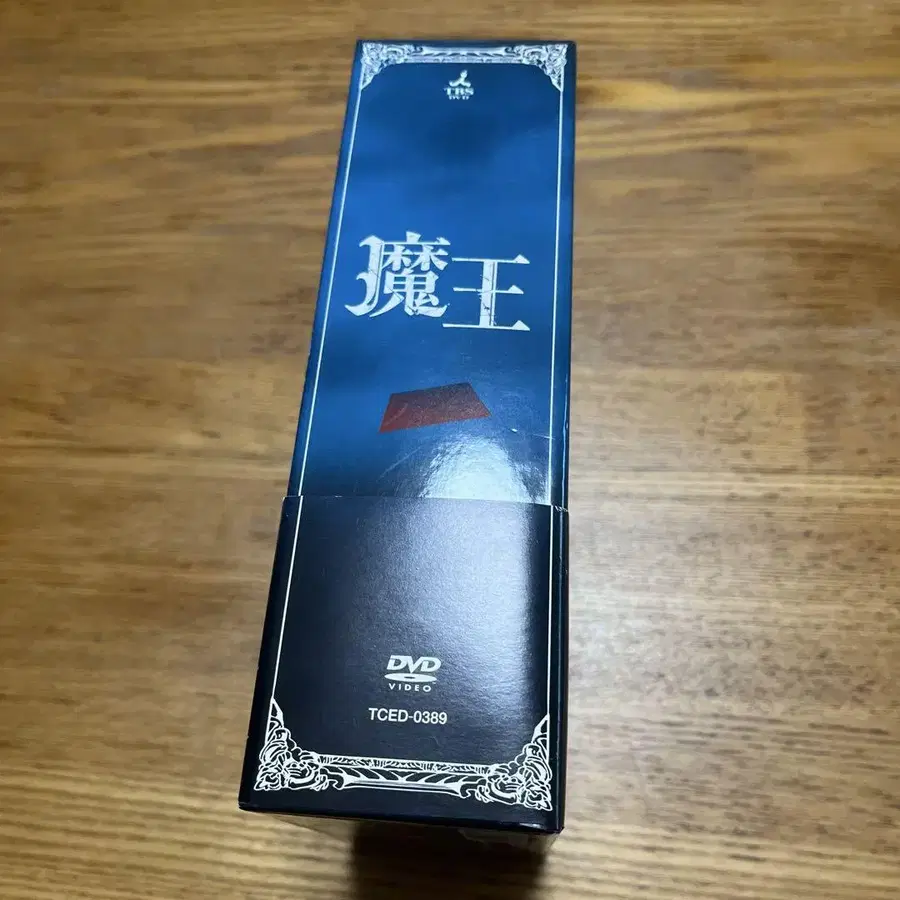 TBS
DVD
魔王
DVD
VIDEO
TCED-0389